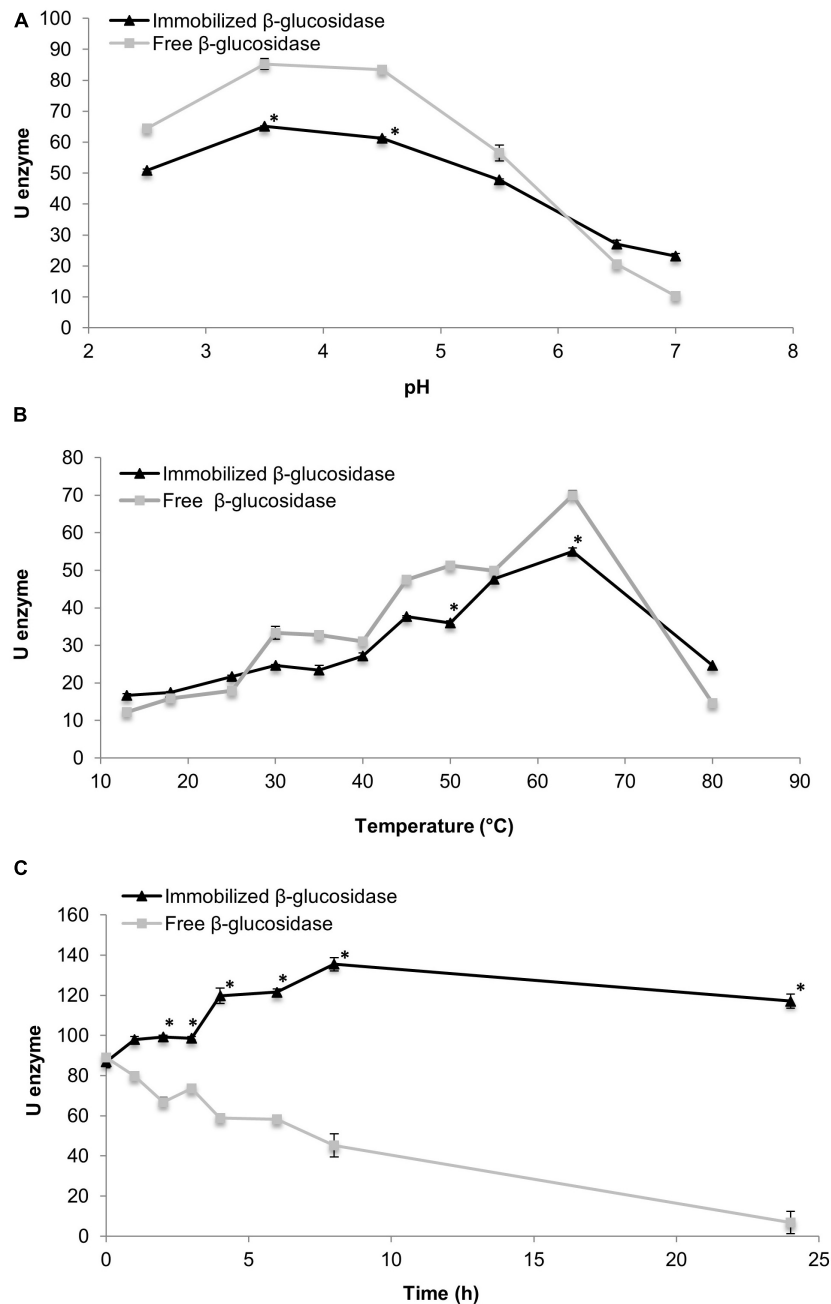 A
Immobilized β-glucosidase
Free β-glucosidase
100
90
80
70
60
50
40
30
20
10
0
U enzyme
*
*
2 3 4 5 6 7 8
pH
B
Immobilized β-glucosidase
Free β-glucosidase
80
70
60
50
40
30
20
10
0
U enzyme
*
*
10 20 30 40 50 60 70 80 90
Temperature (°C)
C
Immobilized β-glucosidase
Free β-glucosidase
160
140
120
100
80
60
40
20
0
U enzyme
* * * * * *
0 5 10 15 20 25
Time (h)